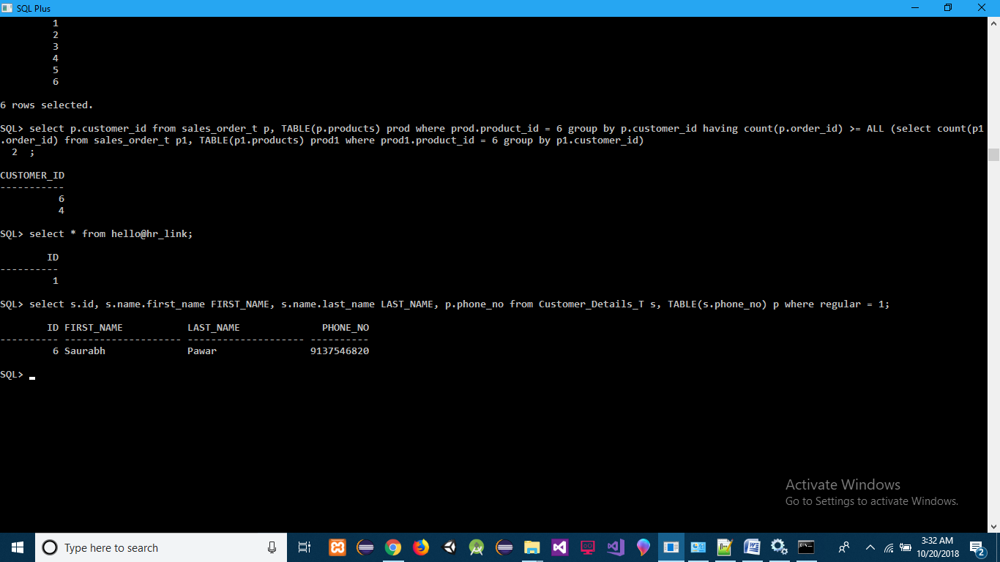 SQL Plus
1
2
3
4
5
6
6 rows selected.
SQL> select p.customer_id from sales_order_t p, TABLE(p.products) prod where prod.product_id = 6 group by p.customer_id having count(p.order_id) >= ALL (select count(p1
.order_id) from sales_order_t p1, TABLE(p1.products) prod1 where prod1.product_id = 6 group by p1.customer_id)
2 ;
CUSTOMER_ID
-----------
6
4
SQL> select * from hello@hr_link;
ID
----------
1
SQL> select s.id, s.name.first_name FIRST_NAME, s.name.last_name LAST_NAME, p.phone_no from Customer_Details_T s, TABLE(s.phone_no) p where regular = 1;
ID FIRST_NAME LAST_NAME PHONE_NO
---------- -------------------- -------------------- ----------
6 Saurabh Pawar 9137546820
SQL>
Activate Windows
Go to Settings to activate Windows.
Type here to search
3:32 AM
10/20/2018
2